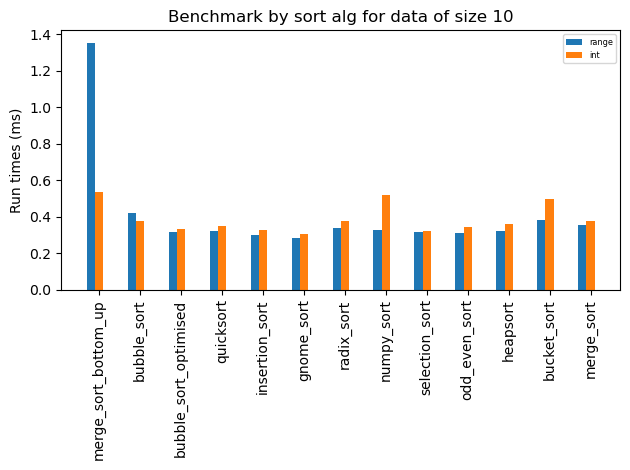 Benchmark by sort alg for data of size 10
Run times (ms)
1.4
1.2
1.0
0.8
0.6
0.4
0.2
0.0
range
int
merge_sort_bottom_up
bubble_sort
bubble_sort_optimised
quicksort
insertion_sort
gnome_sort
radix_sort
numpy_sort
selection_sort
odd_even_sort
heapsort
bucket_sort
merge_sort